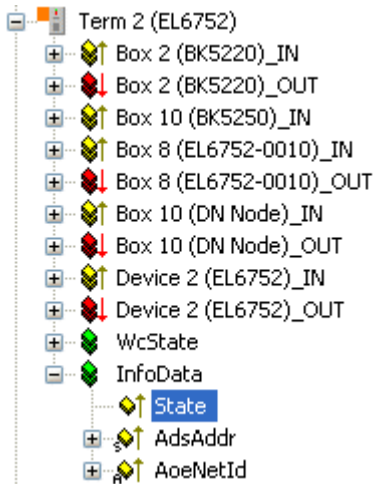 Term 2 (EL6752)
Box 2 (BK5220)_IN
Box 2 (BK5220)_OUT
Box 10 (BK5250)_IN
Box 8 (EL6752-0010)_IN
Box 8 (EL6752-0010)_OUT
Box 10 (DN Node)_IN
Box 10 (DN Node)_OUT
Device 2 (EL6752)_IN
Device 2 (EL6752)_OUT
WcState
InfoData
State
AdsAddr
AoeNetId